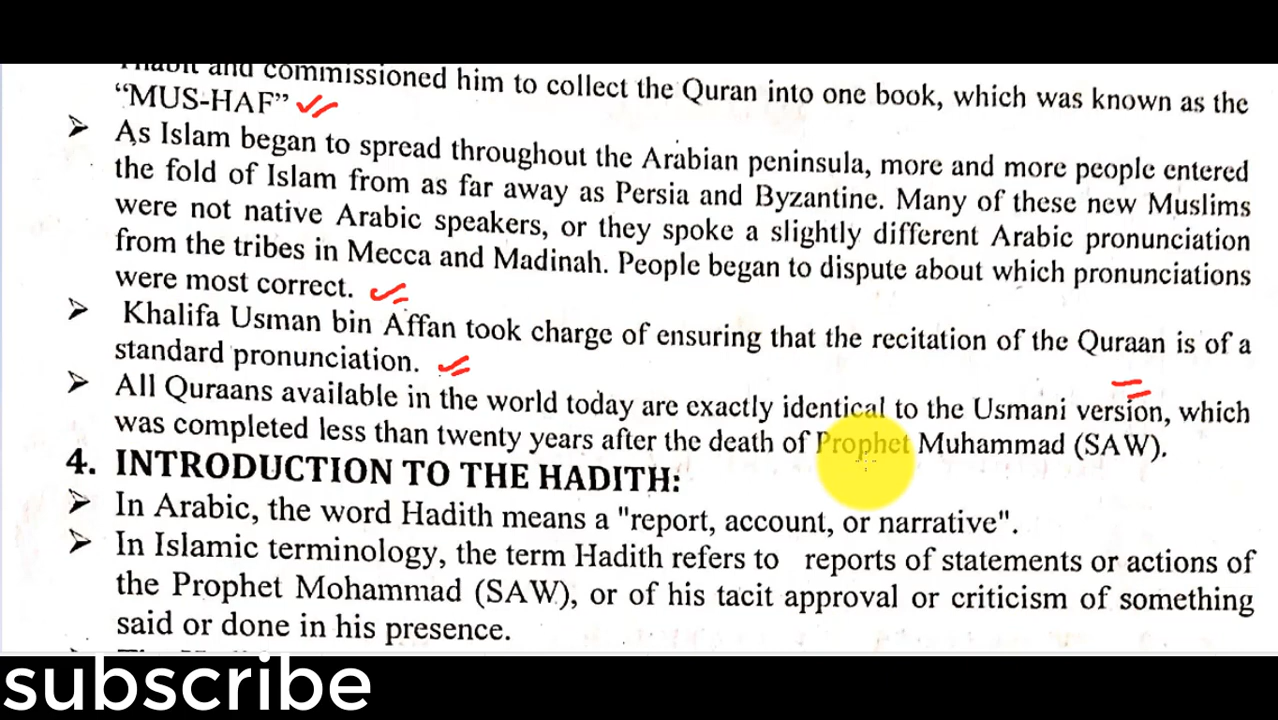 Thabit and commissioned him to collect the Quran into one book, which was known as the
“MUS-HAF”
➢ As Islam began to spread throughout the Arabian peninsula, more and more people entered
the fold of Islam from as far away as Persia and Byzantine. Many of these new Muslims
were not native Arabic speakers, or they spoke a slightly different Arabic pronunciation
from the tribes in Mecca and Madinah. People began to dispute about which pronunciations
were most correct.
➢ Khalifa Usman bin Affan took charge of ensuring that the recitation of the Quraan is of a
standard pronunciation.
➢ All Quraans available in the world today are exactly identical to the Usmani version, which
was completed less than twenty years after the death of Prophet Muhammad (SAW).
4. INTRODUCTION TO THE HADITH:
➢ In Arabic, the word Hadith means a "report, account, or narrative".
➢ In Islamic terminology, the term Hadith refers to reports of statements or actions of
the Prophet Mohammad (SAW), or of his tacit approval or criticism of something
said or done in his presence.
subscribe